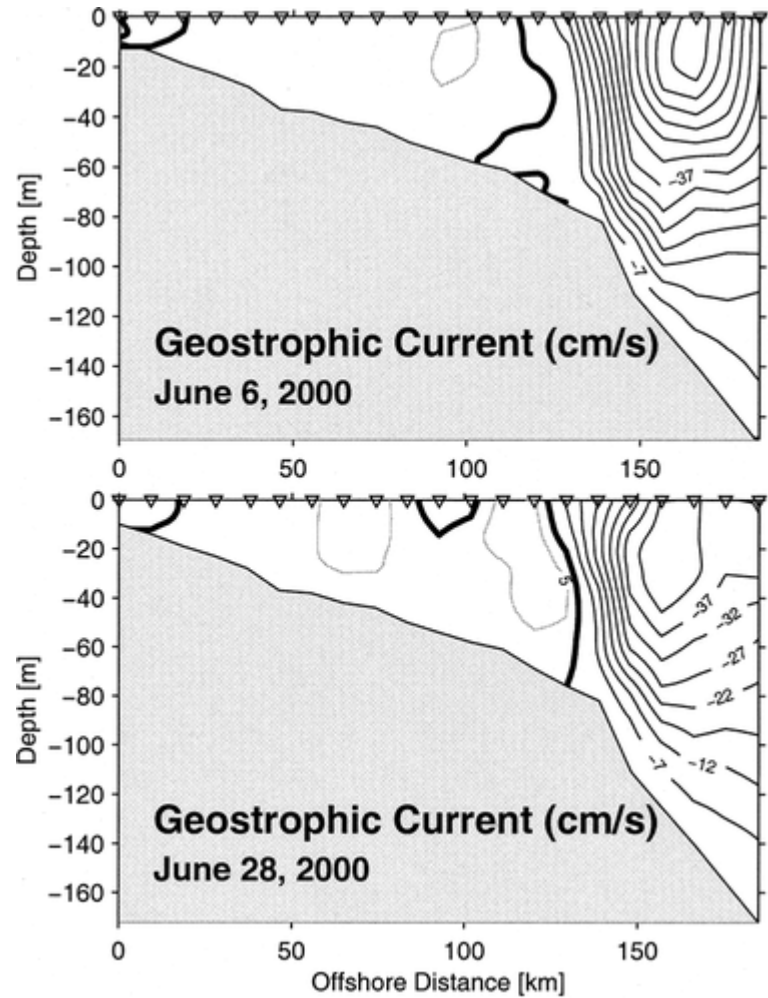 0
−20
−40
−60
−80
−100
−120
−140
−160
Depth [m]
−37
−7
Geostrophic Current (cm/s)
June 6, 2000
0 50 100 150
0
−20
−40
−60
−80
−100
−120
−140
−160
Depth [m]
5
−37
−32
−27
−22
−7 −12
Geostrophic Current (cm/s)
June 28, 2000
0 50 100 150
Offshore Distance [km]